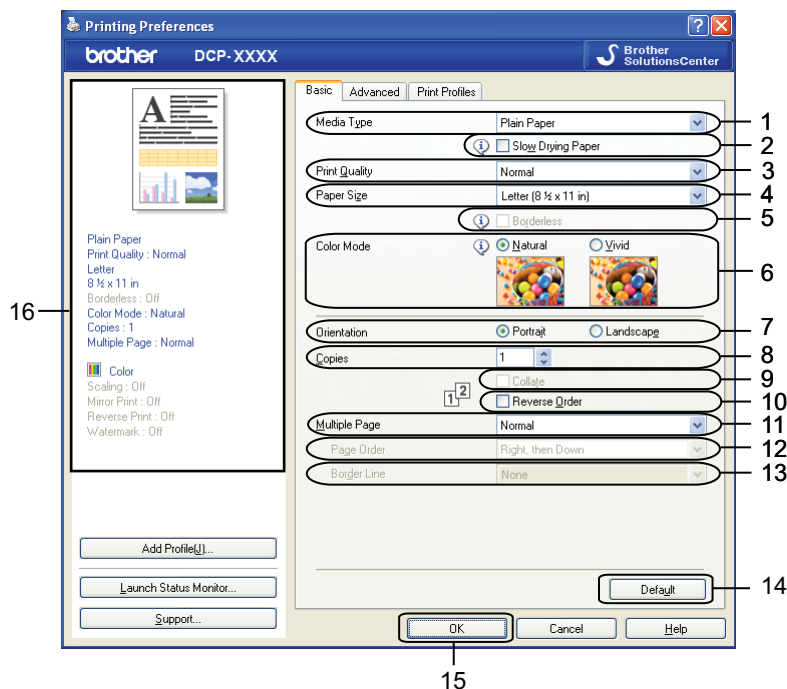 Printing Preferences
brother DCP-XXXX Brother SolutionsCenter
Basic Advanced Print Profiles
Media Type Plain Paper 1
Slow Drying Paper 2
Print Quality Normal 3
Paper Size Letter (8 ½ x 11 in) 4
Borderless 5
Color Mode Natural Vivid 6
Orientation Portrait Landscape 7
Copies 1 8
Collate 9
1 2 Reverse Order 10
Multiple Page Normal 11
Page Order Right, then Down 12
Border Line None 13
Default 14
OK Cancel Help
15
16
A
Plain Paper
Print Quality : Normal
Letter
8 ½ x 11 in
Borderless : Off
Color Mode : Natural
Copies : 1
Multiple Page : Normal
Color
Scaling : Off
Mirror Print : Off
Reverse Print : Off
Watermark : Off
Add Profile(J)...
Launch Status Monitor...
Support...